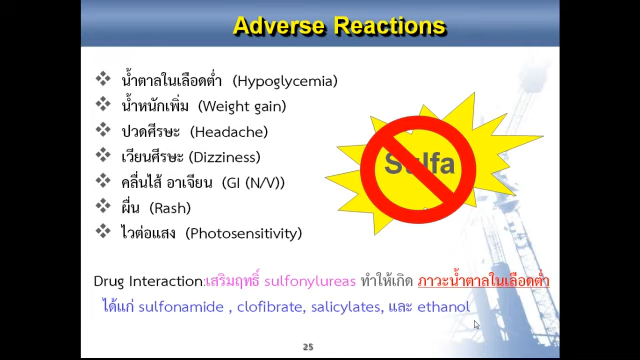 Adverse Reactions
น้ำตาลในเลือดต่ำ (Hypoglycemia)
น้ำหนักเพิ่ม (Weight gain)
ปวดศีรษะ (Headache)
เวียนศีรษะ (Dizziness)
คลื่นไส้ อาเจียน (GI (N/V))
ผื่น (Rash)
ไวต่อแสง (Photosensitivity)
Sulfa
Drug Interaction:เสริมฤทธิ์ sulfonylureas ทำให้เกิด ภาวะน้ำตาลในเลือดต่ำ
ได้แก่ sulfonamide , clofibrate, salicylates, และ ethanol
25